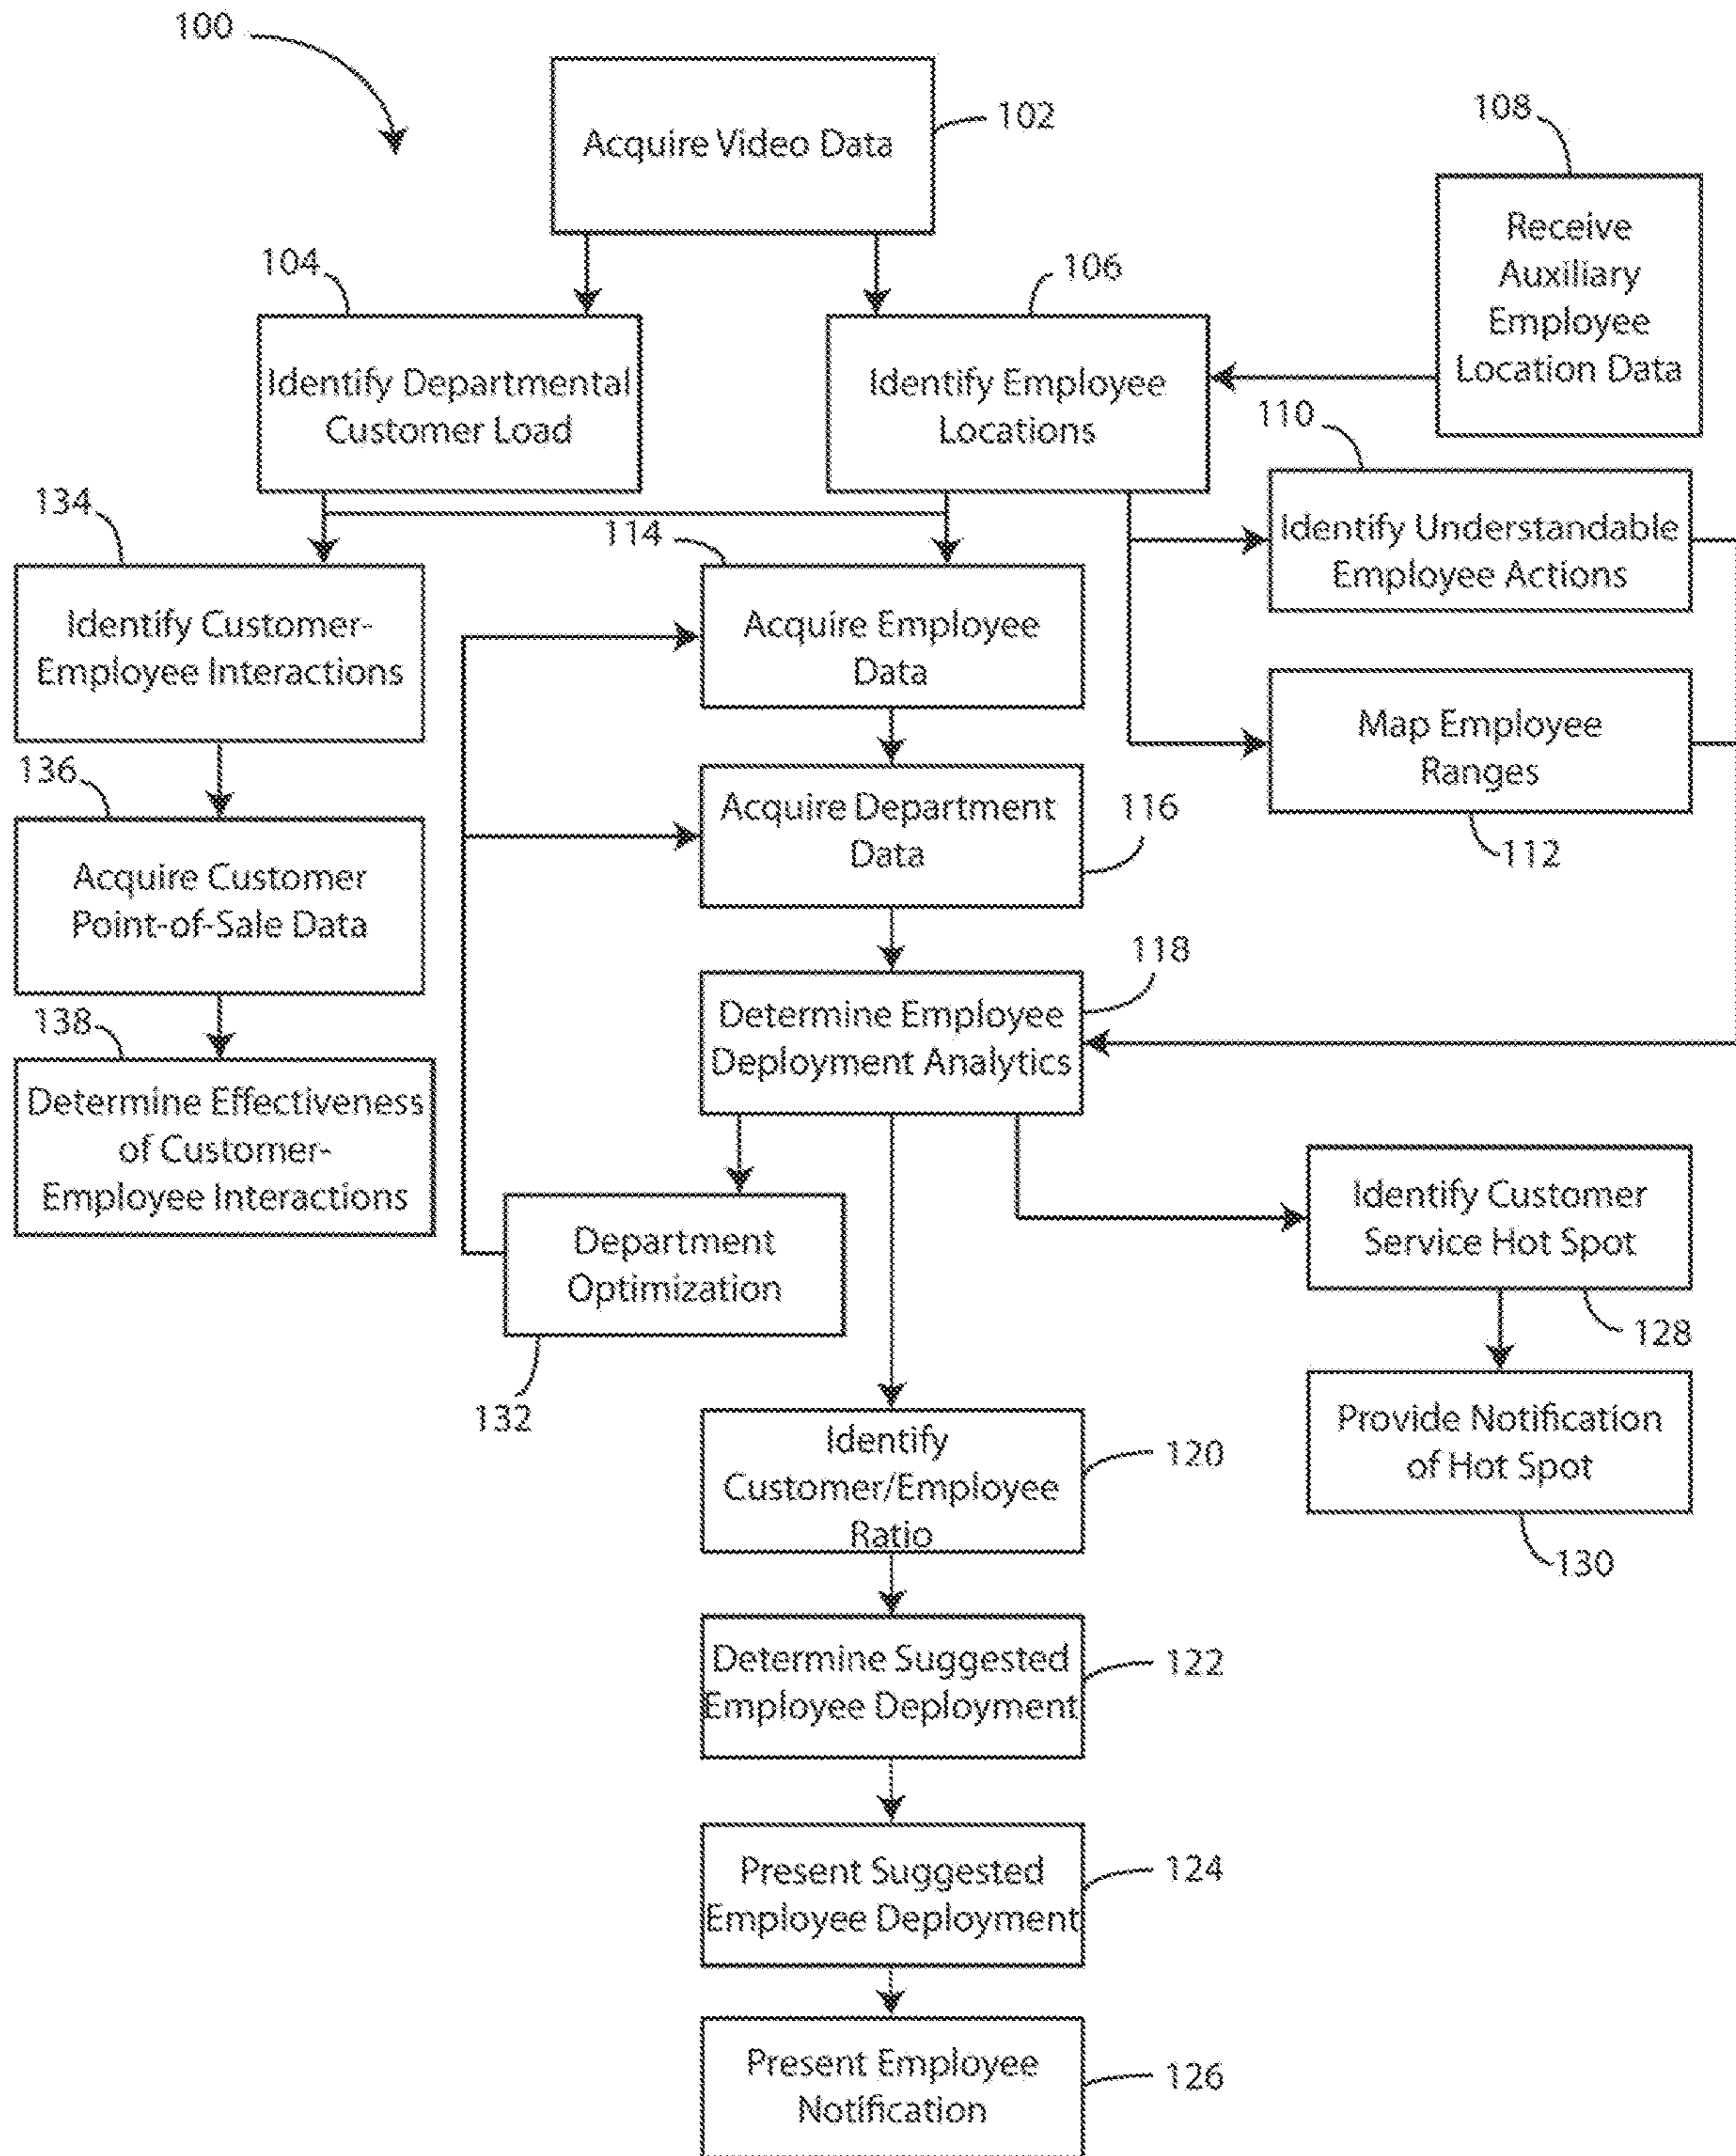 100
Acquire Video Data
102
108
Receive
Auxiliary
Employee
Location Data
104
Identify Departmental
Customer Load
106
Identify Employee
Locations
110
Identify Understandable
Employee Actions
134
Identify Customer-
Employee Interactions
114
Acquire Employee
Data
Map Employee
Ranges
112
136
Acquire Customer
Point-of-Sale Data
Acquire Department
Data
116
138
Determine Effectiveness
of Customer-
Employee Interactions
Determine Employee
Deployment Analytics
118
Department
Optimization
132
Identify Customer
Service Hot Spot
128
Provide Notification
of Hot Spot
130
Identify
Customer/Employee
Ratio
120
Determine Suggested
Employee Deployment
122
Present Suggested
Employee Deployment
124
Present Employee
Notification
126